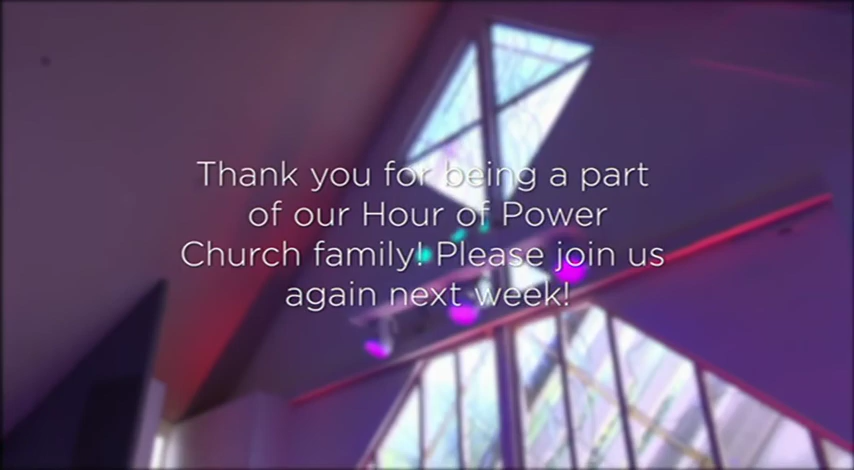 Thank you for being a part
of our Hour of Power
Church family! Please join us
again next week!